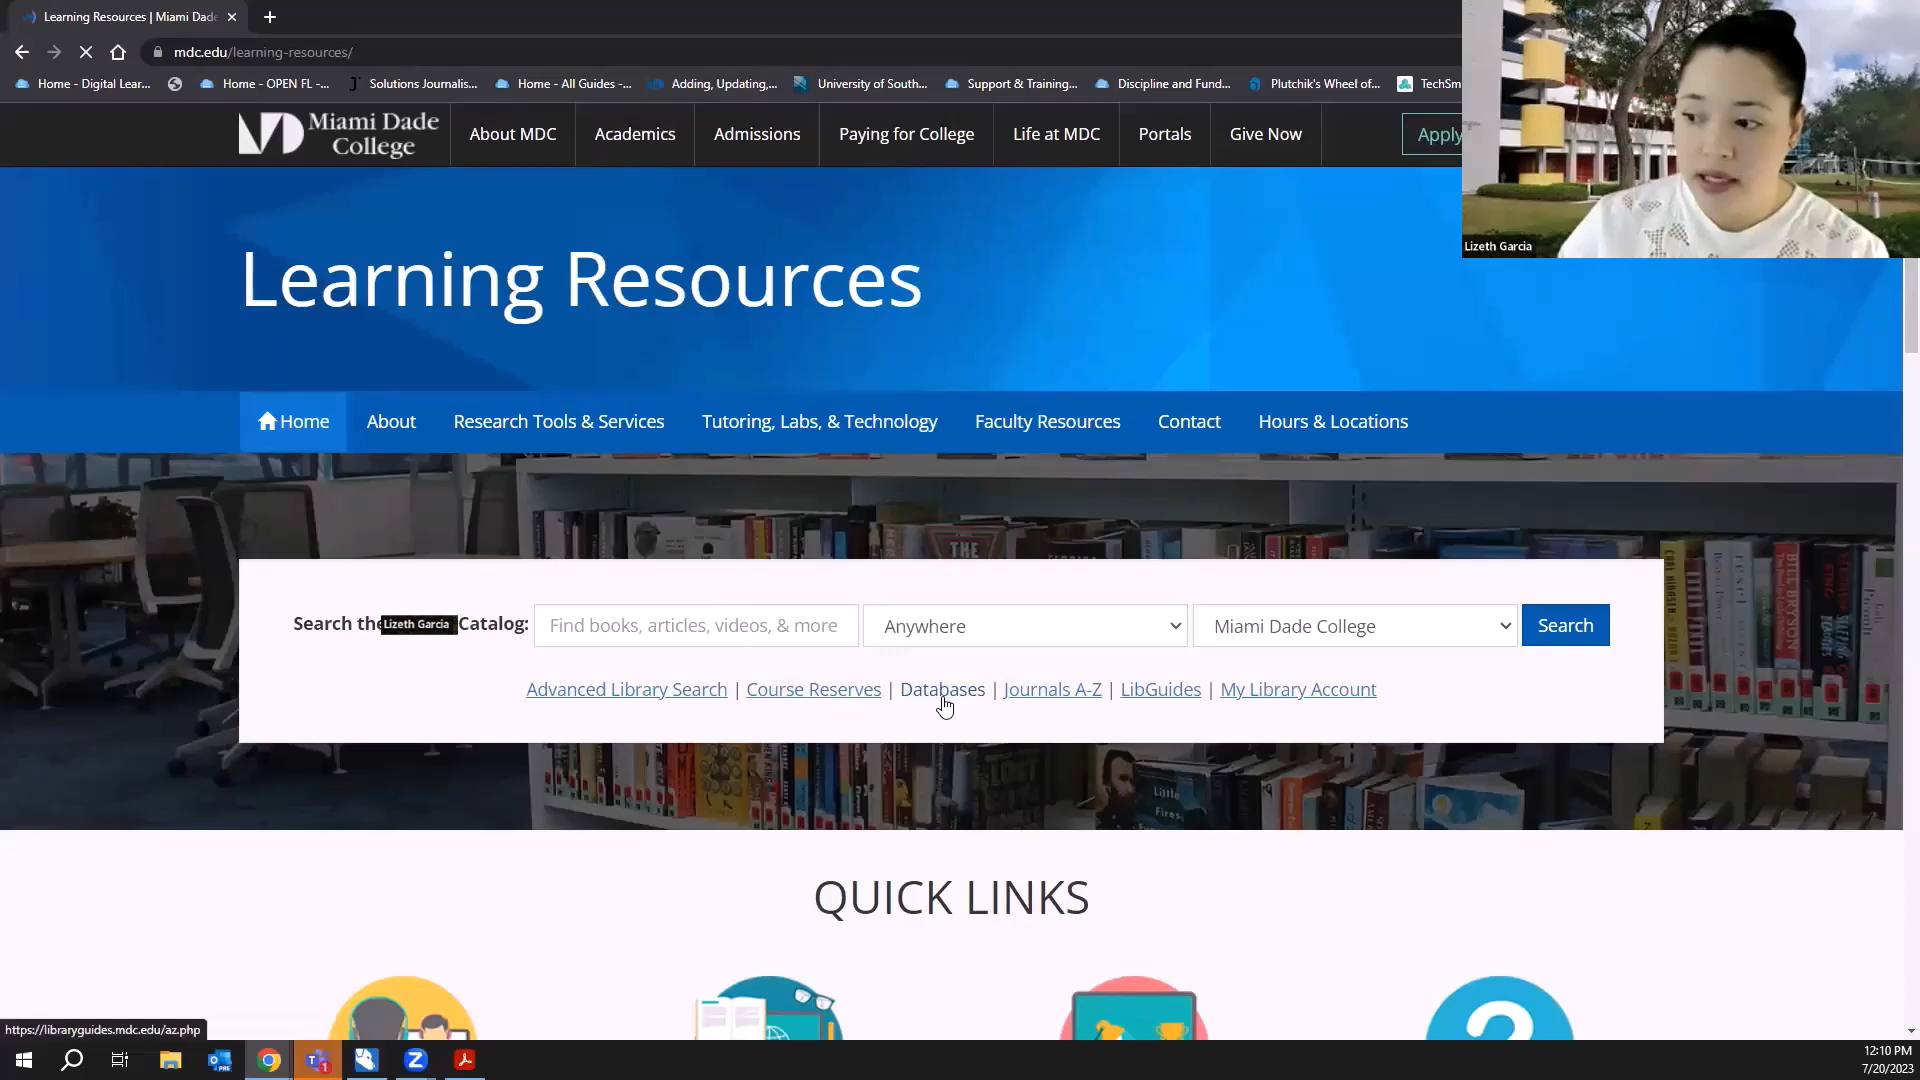 Learning Resources | Miami Dade
mdc.edu/learning-resources/
Home - Digital Lear...
Home - OPEN FL -...
Solutions Journalis...
Home - All Guides -...
Adding, Updating,...
University of South...
Support & Training...
Discipline and Fund...
Plutchik's Wheel of...
TechSm
Miami Dade
College
About MDC
Academics
Admissions
Paying for College
Life at MDC
Portals
Give Now
Apply
Lizeth Garcia
Learning Resources
Home
About
Research Tools & Services
Tutoring, Labs, & Technology
Faculty Resources
Contact
Hours & Locations
THE
Search the Lizeth Garcia Catalog:
Find books, articles, videos, & more
Anywhere
Miami Dade College
Search
Advanced Library Search | Course Reserves | Databases | Journals A-Z | LibGuides | My Library Account
LOST
Little
Fires
QUICK LINKS
?
https://libraryguides.mdc.edu/az.php
12:10 PM
7/20/2023